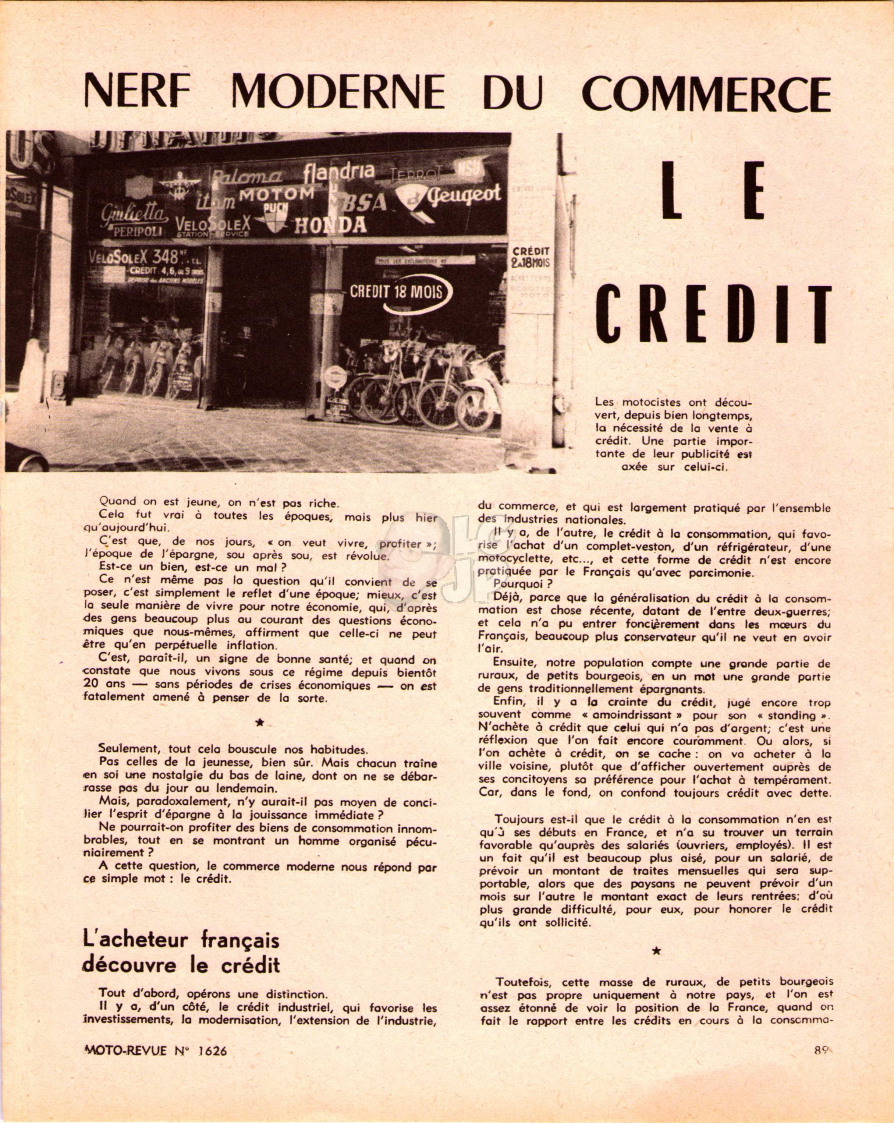 NERF MODERNE DU COMMERCE
LE
CREDIT
US
SOLEX
Paloma
flandria
TERROT
NSU
itom
MOTOM
BSA
Peugeot
Giulietta
PERIPOLI
VELOSOLEX
STATION-SERVICE
PUCH
HONDA
VELOSOLEX 348
CREDIT 4, 6, ou 9 mois
REPRISE des ANCIENS MODELES
CREDIT 18 MOIS
CRÉDIT
2à18MOIS
Les motocistes ont décou-
vert, depuis bien longtemps,
la nécessité de la vente à
crédit. Une partie impor-
tante de leur publicité est
axée sur celui-ci.
Quand on est jeune, on n'est pas riche.
Cela fut vrai à toutes les époques, mais plus hier
qu'aujourd'hui.
C'est que, de nos jours, « on veut vivre, profiter »;
l'époque de l'épargne, sou après sou, est révolue.
Est-ce un bien, est-ce un mal ?
Ce n'est même pas la question qu'il convient de se
poser, c'est simplement le reflet d'une époque; mieux, c'est
la seule manière de vivre pour notre économie, qui, d'après
des gens beaucoup plus au courant des questions écono-
miques que nous-mêmes, affirment que celle-ci ne peut
être qu'en perpétuelle inflation.
C'est, paraît-il, un signe de bonne santé; et quand on
constate que nous vivons sous ce régime depuis bientôt
20 ans — sans périodes de crises économiques — on est
fatalement amené à penser de la sorte.
★
Seulement, tout cela bouscule nos habitudes.
Pas celles de la jeunesse, bien sûr. Mais chacun traîne
en soi une nostalgie du bas de laine, dont on ne se débar-
rasse pas du jour au lendemain.
Mais, paradoxalement, n'y aurait-il pas moyen de conci-
lier l'esprit d'épargne à la jouissance immédiate ?
Ne pourrait-on profiter des biens de consommation innom-
brables, tout en se montrant un homme organisé pécu-
niairement ?
A cette question, le commerce moderne nous répond par
ce simple mot : le crédit.
L'acheteur français
découvre le crédit
Tout d'abord, opérons une distinction.
Il y a, d'un côté, le crédit industriel, qui favorise les
investissements, la modernisation, l'extension de l'industrie,
du commerce, et qui est largement pratiqué par l'ensemble
des industries nationales.
Il y a, de l'autre, le crédit à la consommation, qui favo-
rise l'achat d'un complet-veston, d'un réfrigérateur, d'une
motocyclette, etc..., et cette forme de crédit n'est encore
pratiquée par le Français qu'avec parcimonie.
Pourquoi ?
Déjà, parce que la généralisation du crédit à la consom-
mation est chose récente, datant de l'entre deux-guerres;
et cela n'a pu entrer foncièrement dans les mœurs du
Français, beaucoup plus conservateur qu'il ne veut en avoir
l'air.
Ensuite, notre population compte une grande partie de
ruraux, de petits bourgeois, en un mot une grande partie
de gens traditionnellement épargnants.
Enfin, il y a la crainte du crédit, jugé encore trop
souvent comme « amoindrissant » pour son « standing ».
N'achète à crédit que celui qui n'a pas d'argent; c'est une
réflexion que l'on fait encore couramment. Ou alors, si
l'on achète à crédit, on se cache : on va acheter à la
ville voisine, plutôt que d'afficher ouvertement auprès de
ses concitoyens sa préférence pour l'achat à tempérament.
Car, dans le fond, on confond toujours crédit avec dette.
Toujours est-il que le crédit à la consommation n'en est
qu'à ses débuts en France, et n'a su trouver un terrain
favorable qu'auprès des salariés (ouvriers, employés). Il est
un fait qu'il est beaucoup plus aisé, pour un salarié, de
prévoir un montant de traites mensuelles qui sera sup-
portable, alors que des paysans ne peuvent prévoir d'un
mois sur l'autre le montant exact de leurs rentrées; d'où
plus grande difficulté, pour eux, pour honorer le crédit
qu'ils ont sollicité.
★
Toutefois, cette masse de ruraux, de petits bourgeois
n'est pas propre uniquement à notre pays, et l'on est
assez étonné de voir la position de la France, quand on
fait le rapport entre les crédits en cours à la consomma-
MOTO-REVUE N° 1626
89